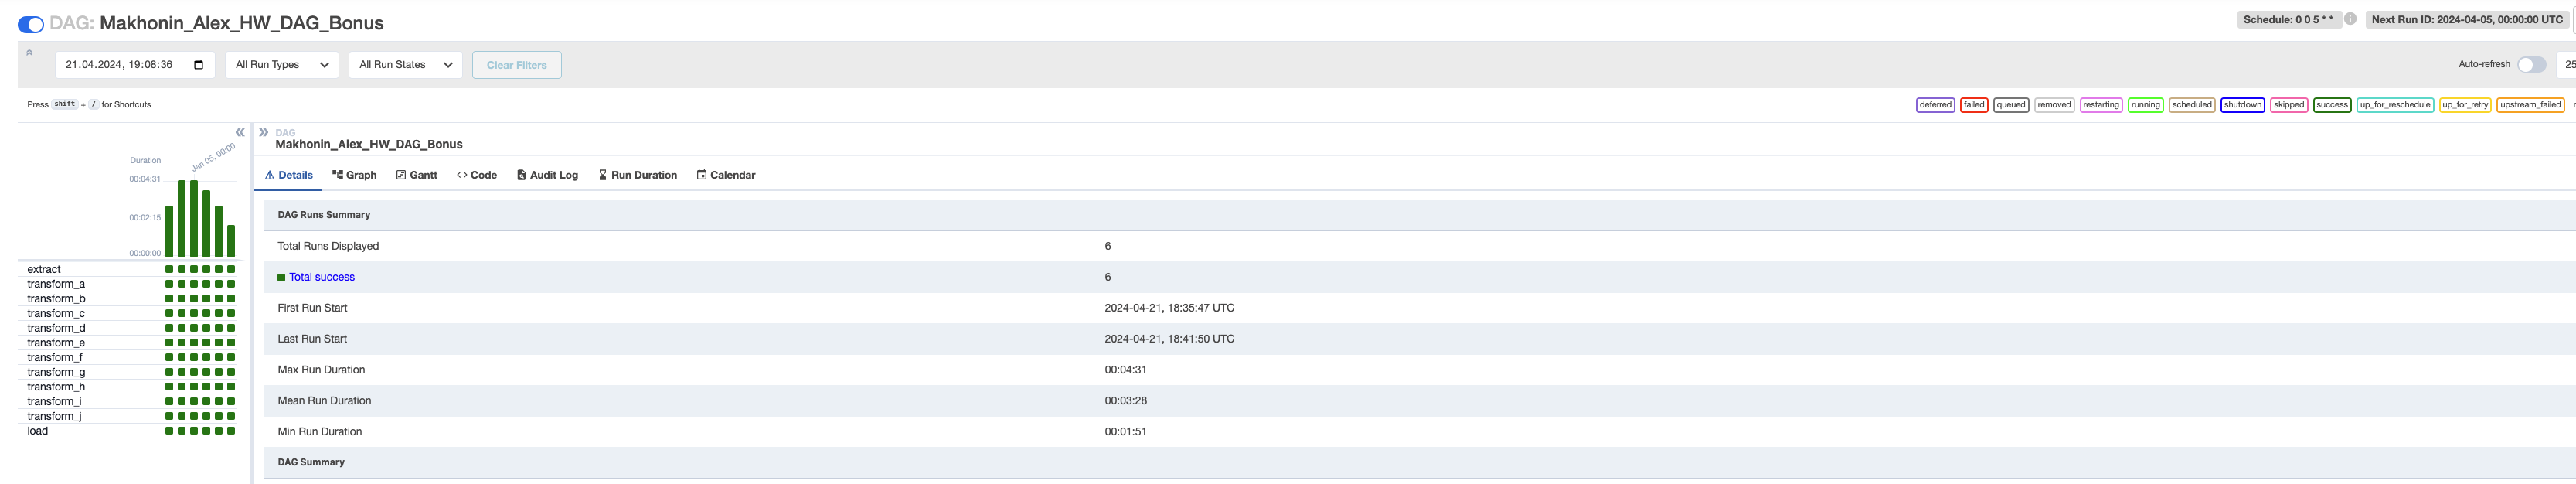 DAG: Makhonin_Alex_HW_DAG_Bonus
Schedule: 0 0 5 * *
Next Run ID: 2024-04-05, 00:00:00 UTC
21.04.2024, 19:08:36
All Run Types
All Run States
Clear Filters
Auto-refresh
25
Press shift + / for Shortcuts
deferred failed queued removed restarting running scheduled shutdown skipped success up_for_reschedule up_for_retry upstream_failed
Duration
Jan 05, 00:00
00:04:31
00:02:15
00:00:00
extract
transform_a
transform_b
transform_c
transform_d
transform_e
transform_f
transform_g
transform_h
transform_i
transform_j
load
DAG
Makhonin_Alex_HW_DAG_Bonus
Details Graph Gantt Code Audit Log Run Duration Calendar
DAG Runs Summary
Total Runs Displayed 6
Total success 6
First Run Start 2024-04-21, 18:35:47 UTC
Last Run Start 2024-04-21, 18:41:50 UTC
Max Run Duration 00:04:31
Mean Run Duration 00:03:28
Min Run Duration 00:01:51
DAG Summary